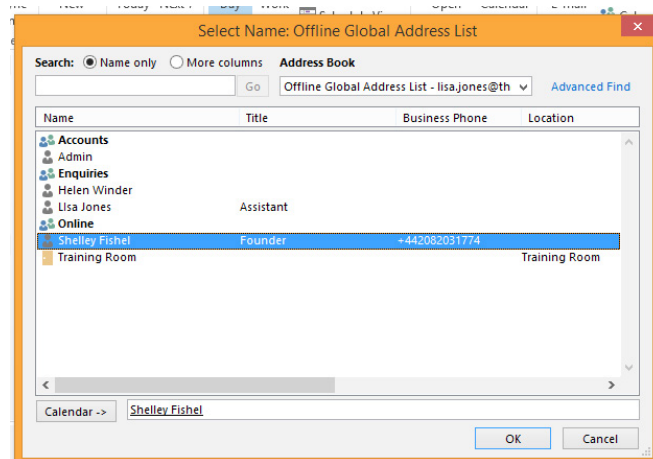 Select Name: Offline Global Address List
Search: Name only More columns Address Book
Go Offline Global Address List - lisa.jones@th Advanced Find
Name Title Business Phone Location
Accounts
Admin
Enquiries
Helen Winder
LIsa Jones Assistant
Online
Shelley Fishel Founder +442082031774
Training Room Training Room
Calendar -> Shelley Fishel
OK Cancel